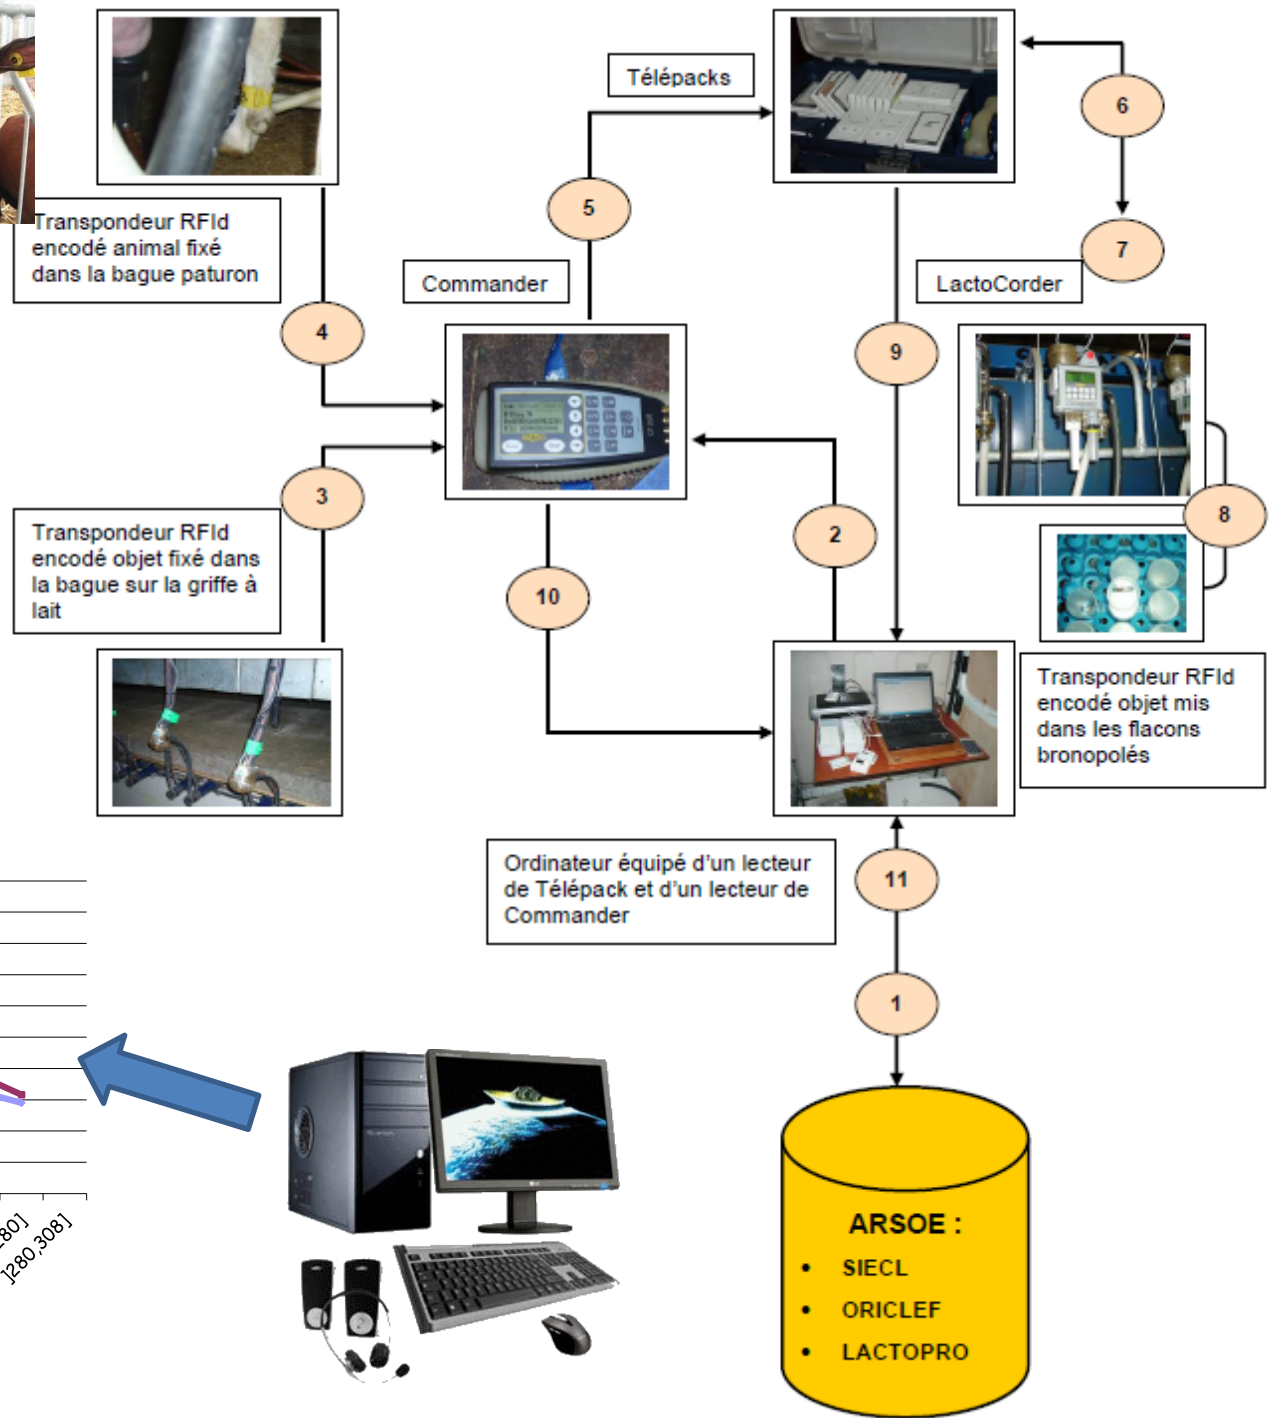 Télépacks
6
5
7
Transpondeur RFId
encodé animal fixé
dans la bague paturon
Commander
LactoCorder
4
9
3
2
8
Transpondeur RFId
encodé objet fixé dans
la bague sur la griffe à
lait
10
Transpondeur RFId
encodé objet mis
dans les flacons
bronopolés
Ordinateur équipé d'un lecteur
de Télépack et d'un lecteur de
Commander
11
1
280]
]280,308]
ARSOE :
• SIECL
• ORICLEF
• LACTOPRO